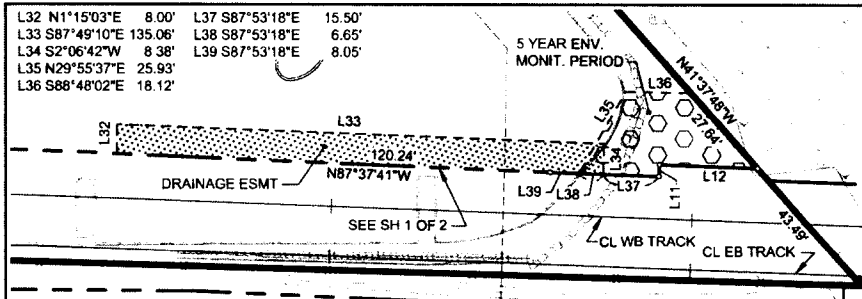 L32 N1°15'03"E 8.00' L37 S87°53'18"E 15.50'
L33 S87°49'10"E 135.06' L38 S87°53'18"E 6.65'
L34 S2°06'42"W 8.38' L39 S87°53'18"E 8.05'
L35 N29°55'37"E 25.93'
L36 S88°48'02"E 18.12'
5 YEAR ENV.
MONIT. PERIOD
L36
N41°37'48"W
27.64'
L35
L33
L32
120.24'
N87°37'41"W
L34
DRAINAGE ESMT
L39
L38
L37
L11
L12
SEE SH 1 OF 2
43.49'
CL WB TRACK
CL EB TRACK